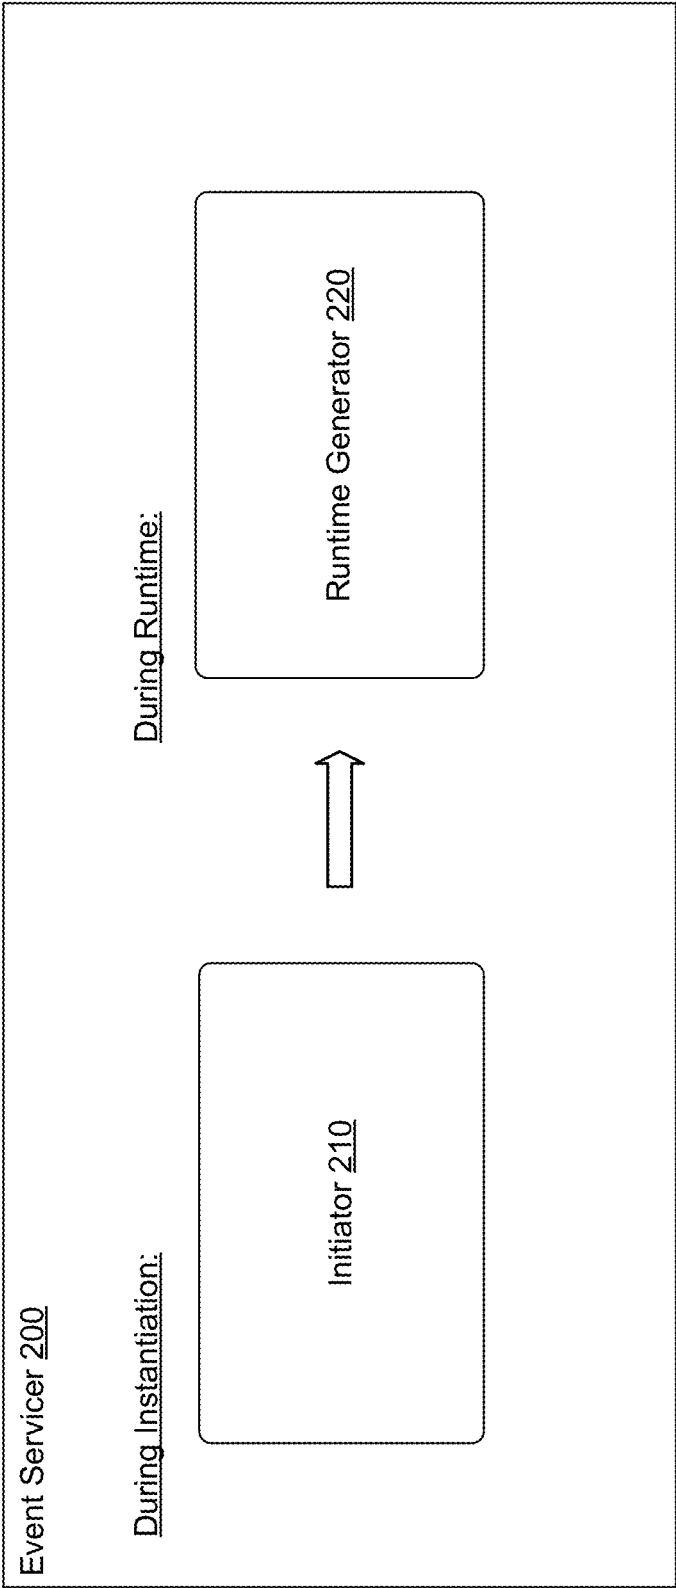 Event Servicer 200
During Instantiation:
Initiator 210
During Runtime:
Runtime Generator 220